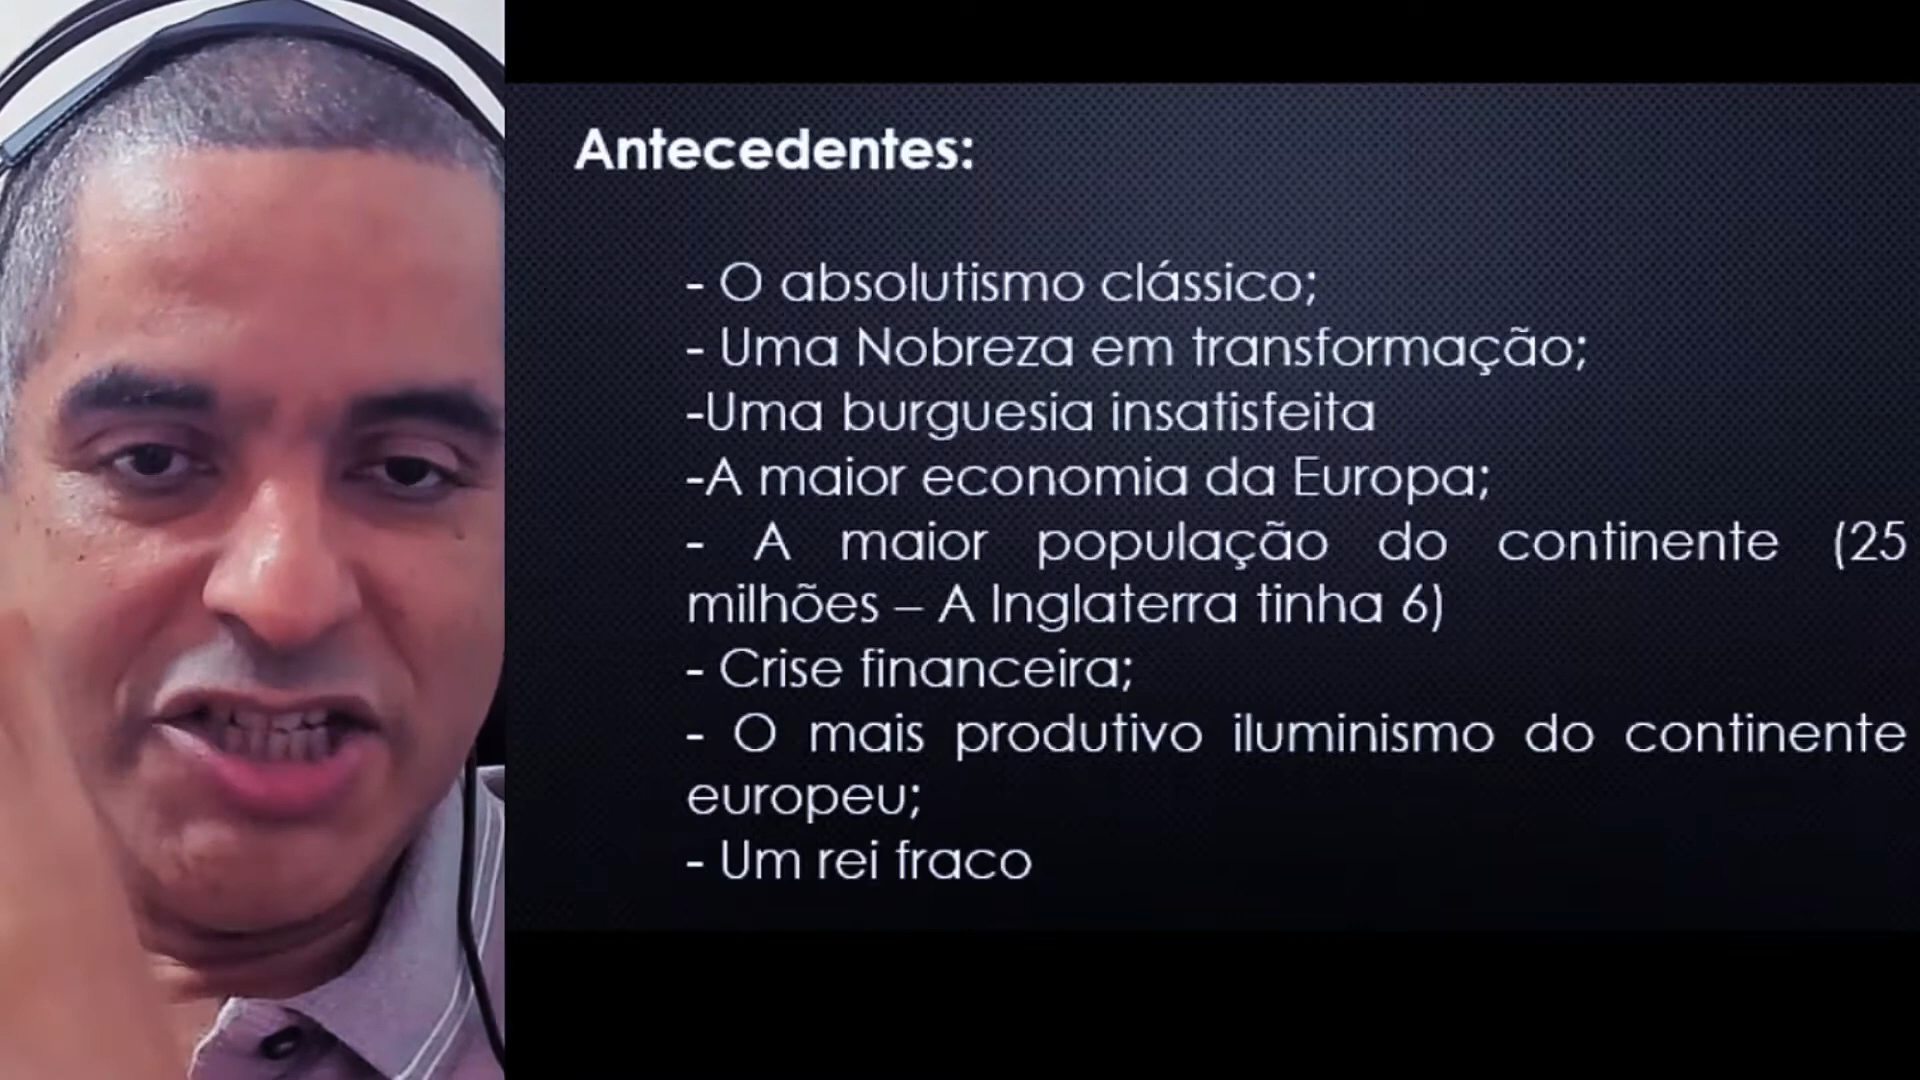 Antecedentes:
- O absolutismo clássico;
- Uma Nobreza em transformação;
-Uma burguesia insatisfeita
-A maior economia da Europa;
- A maior população do continente (25
milhões – A Inglaterra tinha 6)
- Crise financeira;
- O mais produtivo iluminismo do continente
europeu;
- Um rei fraco